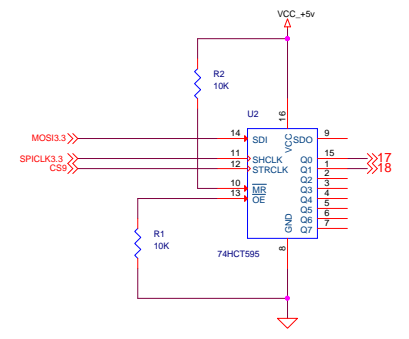 VCC_+5v
R2
10K
U2
16
VCC
MOSI3.3
14
SDI
SDO
9
SPICLK3.3
11
SHCLK
Q0
15
17
CS9
12
STRCLK
Q1
1
18
Q2
2
10
MR
Q3
3
13
OE
Q4
4
Q5
5
Q6
6
Q7
7
GND
8
R1
10K
74HCT595